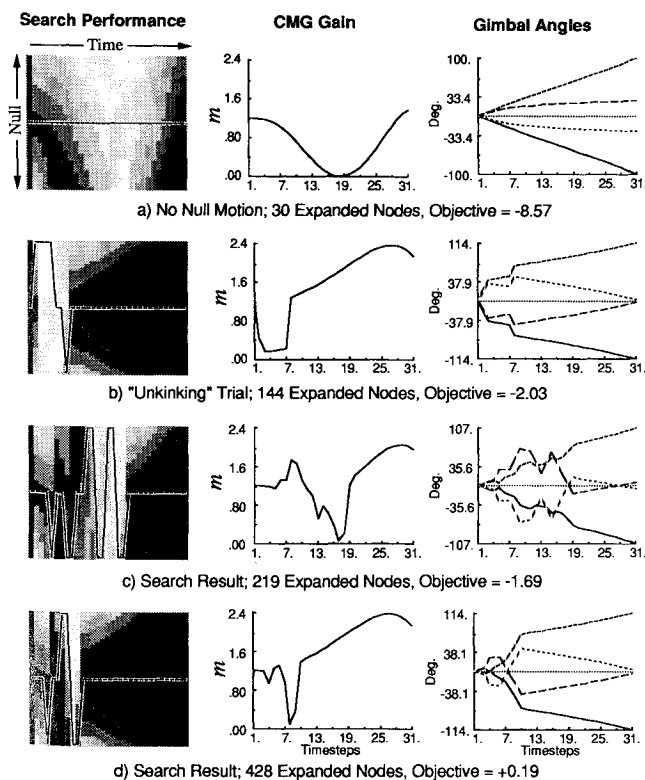 Search Performance CMG Gain Gimbal Angles
Time
Null
m
2.4
1.6
.80
.00
1. 7. 13. 19. 25. 31.
Deg.
100.
33.4
-33.4
-100.
1. 7. 13. 19. 25. 31.
a) No Null Motion; 30 Expanded Nodes, Objective = -8.57
m
2.4
1.6
.80
.00
1. 7. 13. 19. 25. 31.
Deg.
114.
37.9
-37.9
-114.
1. 7. 13. 19. 25. 31.
b) "Unkinking" Trial; 144 Expanded Nodes, Objective = -2.03
m
2.4
1.6
.80
.00
1. 7. 13. 19. 25. 31.
Deg.
107.
35.6
-35.6
-107.
1. 7. 13. 19. 25. 31.
c) Search Result; 219 Expanded Nodes, Objective = -1.69
m
2.4
1.6
.80
.00
1. 7. 13. 19. 25. 31.
Timesteps
Deg.
114.
38.1
-38.1
-114.
1. 7. 13. 19. 25. 31.
Timesteps
d) Search Result; 428 Expanded Nodes, Objective = +0.19